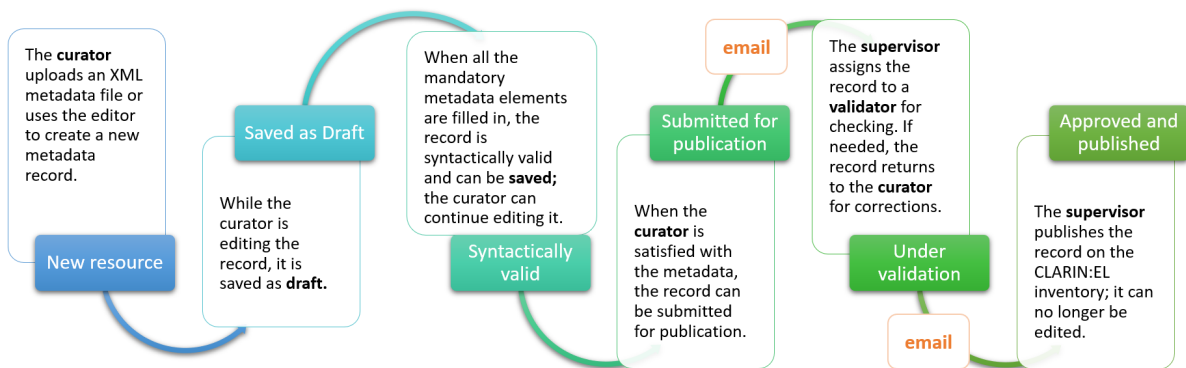 The curator
uploads an XML
metadata file or
uses the editor
to create a new
metadata
record.
New resource
Saved as Draft
While the
curator is
editing the
record, it is
saved as draft.
When all the
mandatory
metadata elements
are filled in, the
record is
syntactically valid
and can be saved;
the curator can
continue editing it.
Syntactically
valid
email
Submitted for
publication
When the
curator is
satisfied with
the metadata,
the record can
be submitted
for publication.
The supervisor
assigns the
record to a
validator for
checking. If
needed, the
record returns
to the curator
for corrections.
Under
validation
email
Approved and
published
The supervisor
publishes the
record on the
CLARIN:EL
inventory; it can
no longer be
edited.